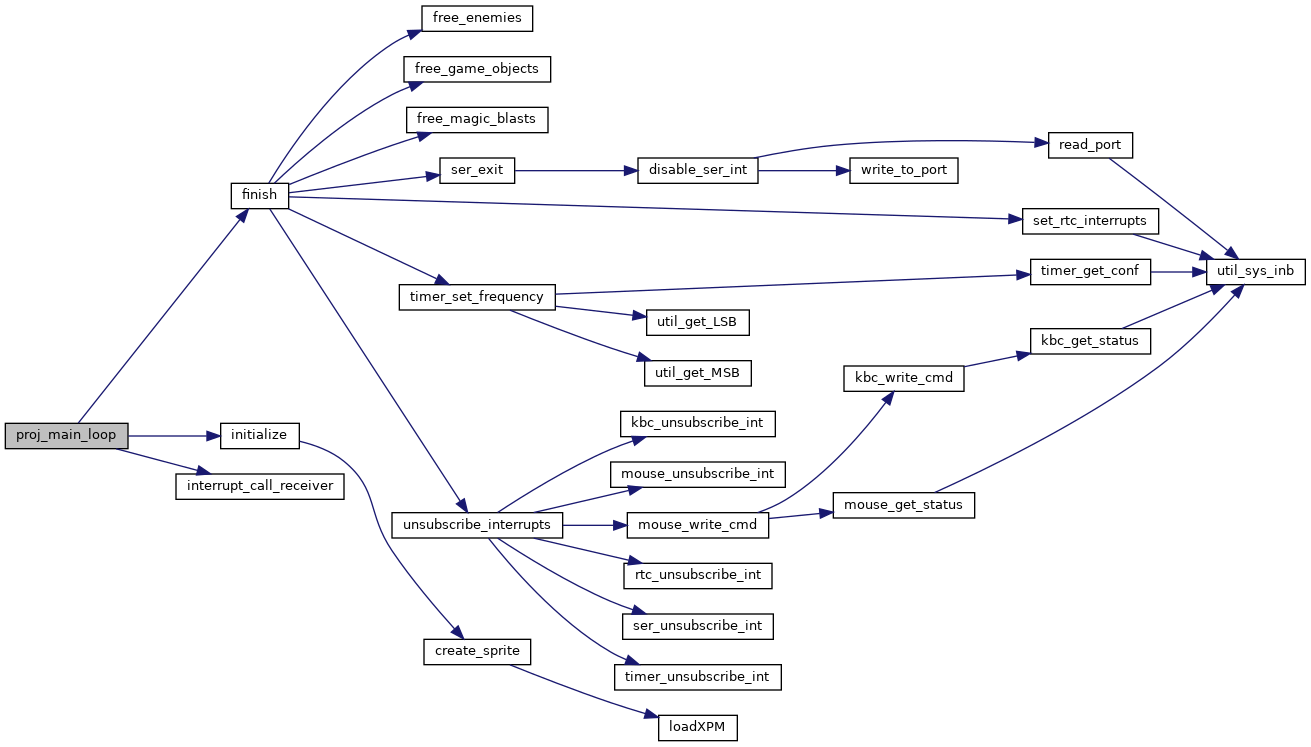 free_enemies
free_game_objects
free_magic_blasts
read_port
ser_exit
disable_ser_int
write_to_port
finish
set_rtc_interrupts
timer_get_conf
util_sys_inb
timer_set_frequency
util_get_LSB
kbc_get_status
util_get_MSB
kbc_write_cmd
kbc_unsubscribe_int
proj_main_loop
initialize
mouse_unsubscribe_int
interrupt_call_receiver
mouse_get_status
unsubscribe_interrupts
mouse_write_cmd
rtc_unsubscribe_int
ser_unsubscribe_int
create_sprite
timer_unsubscribe_int
loadXPM